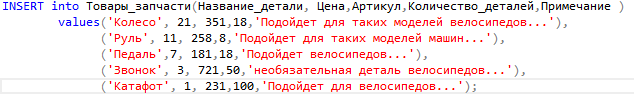 INSERT into Товары_запчасти(Название_детали, Цена,Артикул,Количество_деталей,Примечание )
values('Колесо', 21, 351,18,'Подойдет для таких моделей велосипедов...'),
('Руль', 11, 258,8,'Подойдет для таких моделей машин...'),
('Педаль',7, 181,18,'Подойдет велосипедов...'),
('Звонок', 3, 721,50,'необязательная деталь велосипедов...'),
('Катафот', 1, 231,100,'Подойдет для велосипедов...');